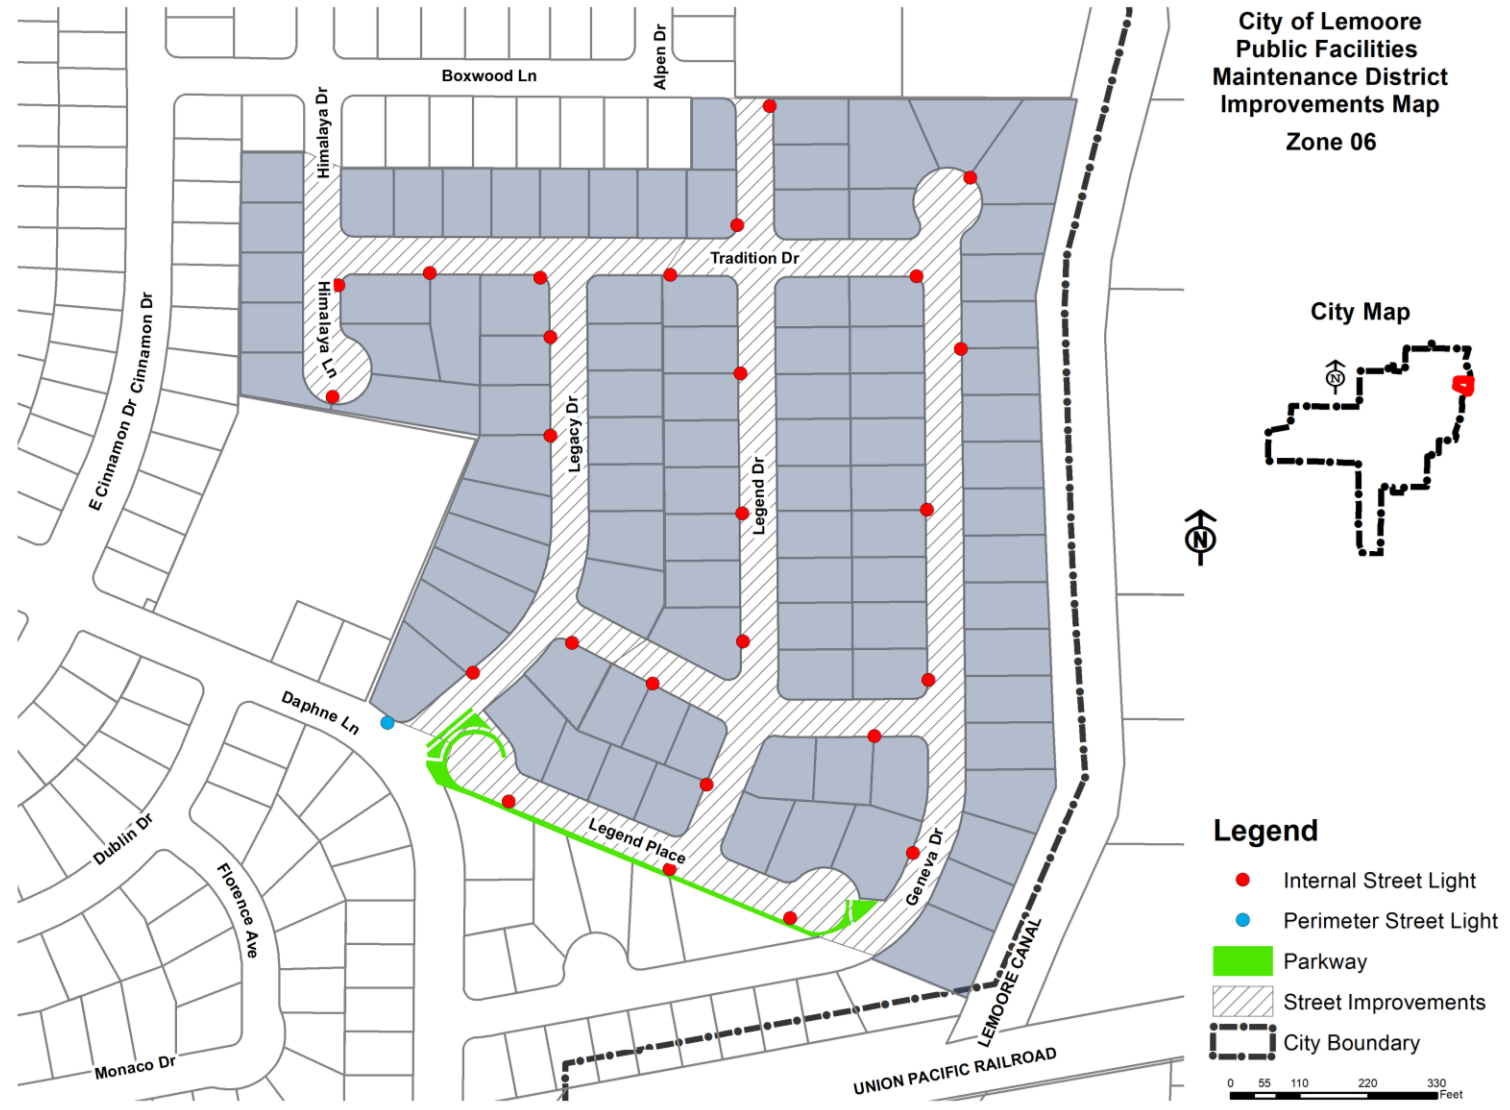 City of Lemoore
Public Facilities
Maintenance District
Improvements Map
Zone 06
Boxwood Ln
Alpen Dr
Himalaya Dr
Tradition Dr
Himalaya Ln
E Cinnamon Dr
Cinnamon Dr
Legacy Dr
Legend Dr
City Map
N
N
Daphne Ln
Legend Place
Dublin Dr
Florence Ave
Geneva Dr
Monaco Dr
LEMOORE CANAL
UNION PACIFIC RAILROAD
Legend
Internal Street Light
Perimeter Street Light
Parkway
Street Improvements
City Boundary
0 55 110 220 330
Feet